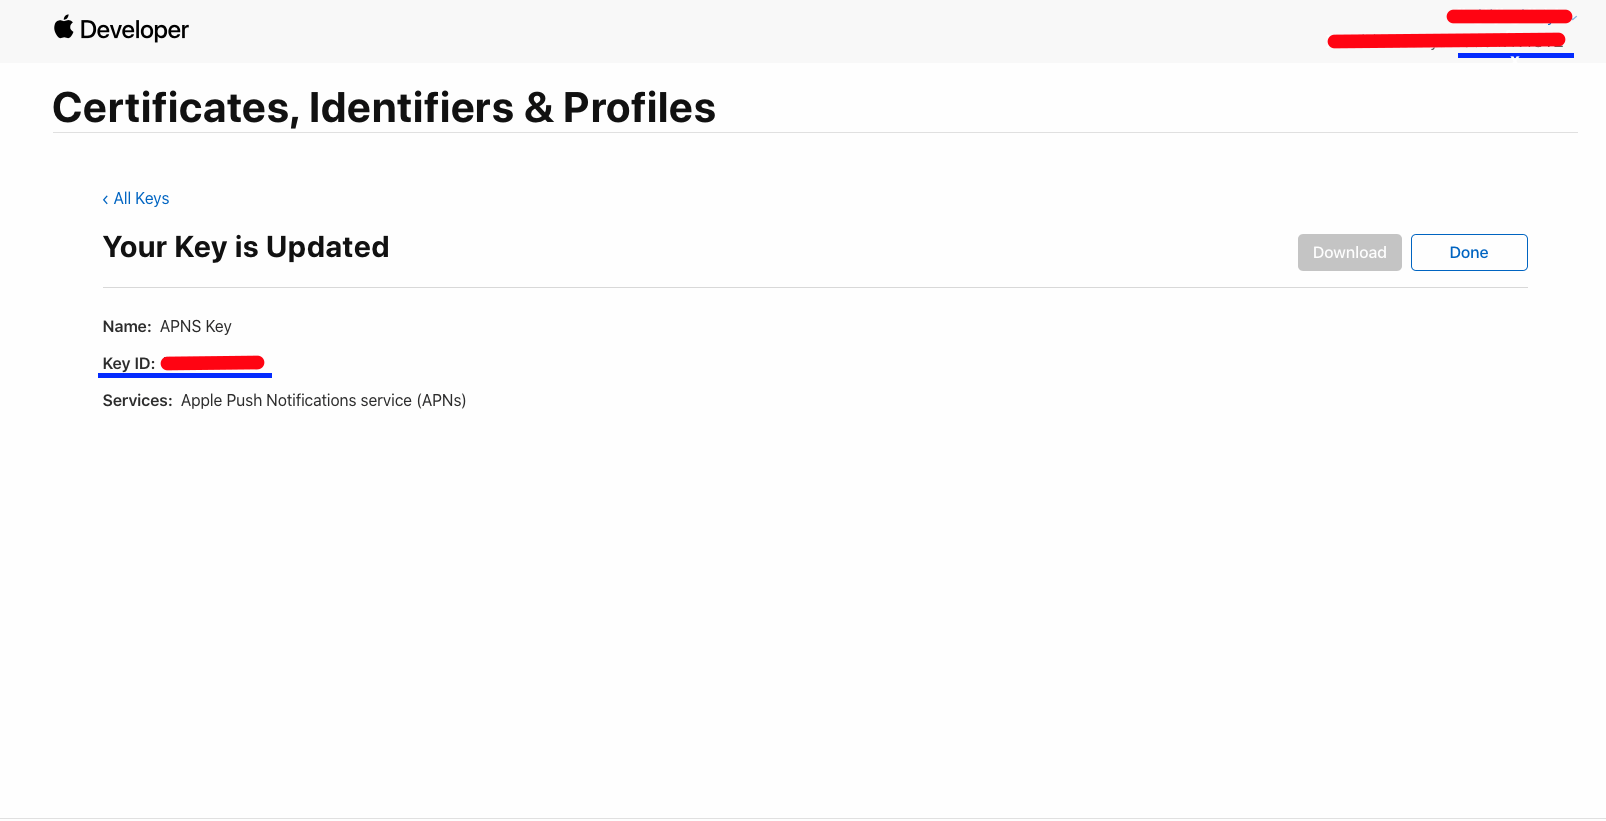 Developer
Certificates, Identifiers & Profiles
‹ All Keys
Your Key is Updated
Download
Done
Name: APNS Key
Key ID:
Services: Apple Push Notifications service (APNs)